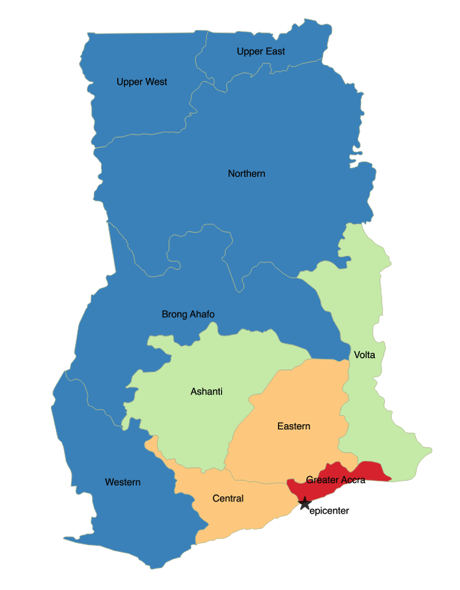 Upper East
Upper West
Northern
Brong Ahafo
Volta
Ashanti
Eastern
Greater Accra
Western
Central
epicenter